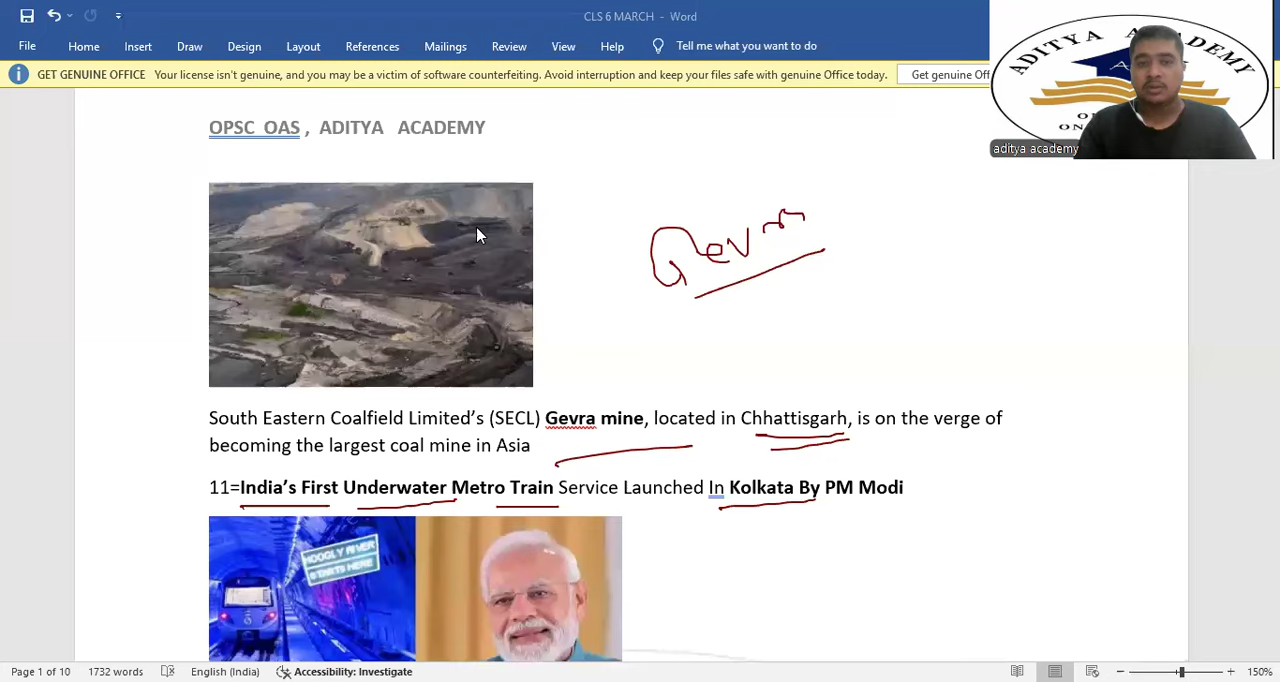 CLS 6 MARCH - Word
File Home Insert Draw Design Layout References Mailings Review View Help Tell me what you want to do
GET GENUINE OFFICE Your license isn't genuine, and you may be a victim of software counterfeiting. Avoid interruption and keep your files safe with genuine Office today. Get genuine Off
ADITYA ACADEMY
aditya academy
OPSC OAS , ADITYA ACADEMY
South Eastern Coalfield Limited's (SECL) Gevra mine, located in Chhattisgarh, is on the verge of
becoming the largest coal mine in Asia
11=India's First Underwater Metro Train Service Launched In Kolkata By PM Modi
HOOGLY RIVER
STARTS HERE
Page 1 of 10 1732 words English (India) Accessibility: Investigate 150%